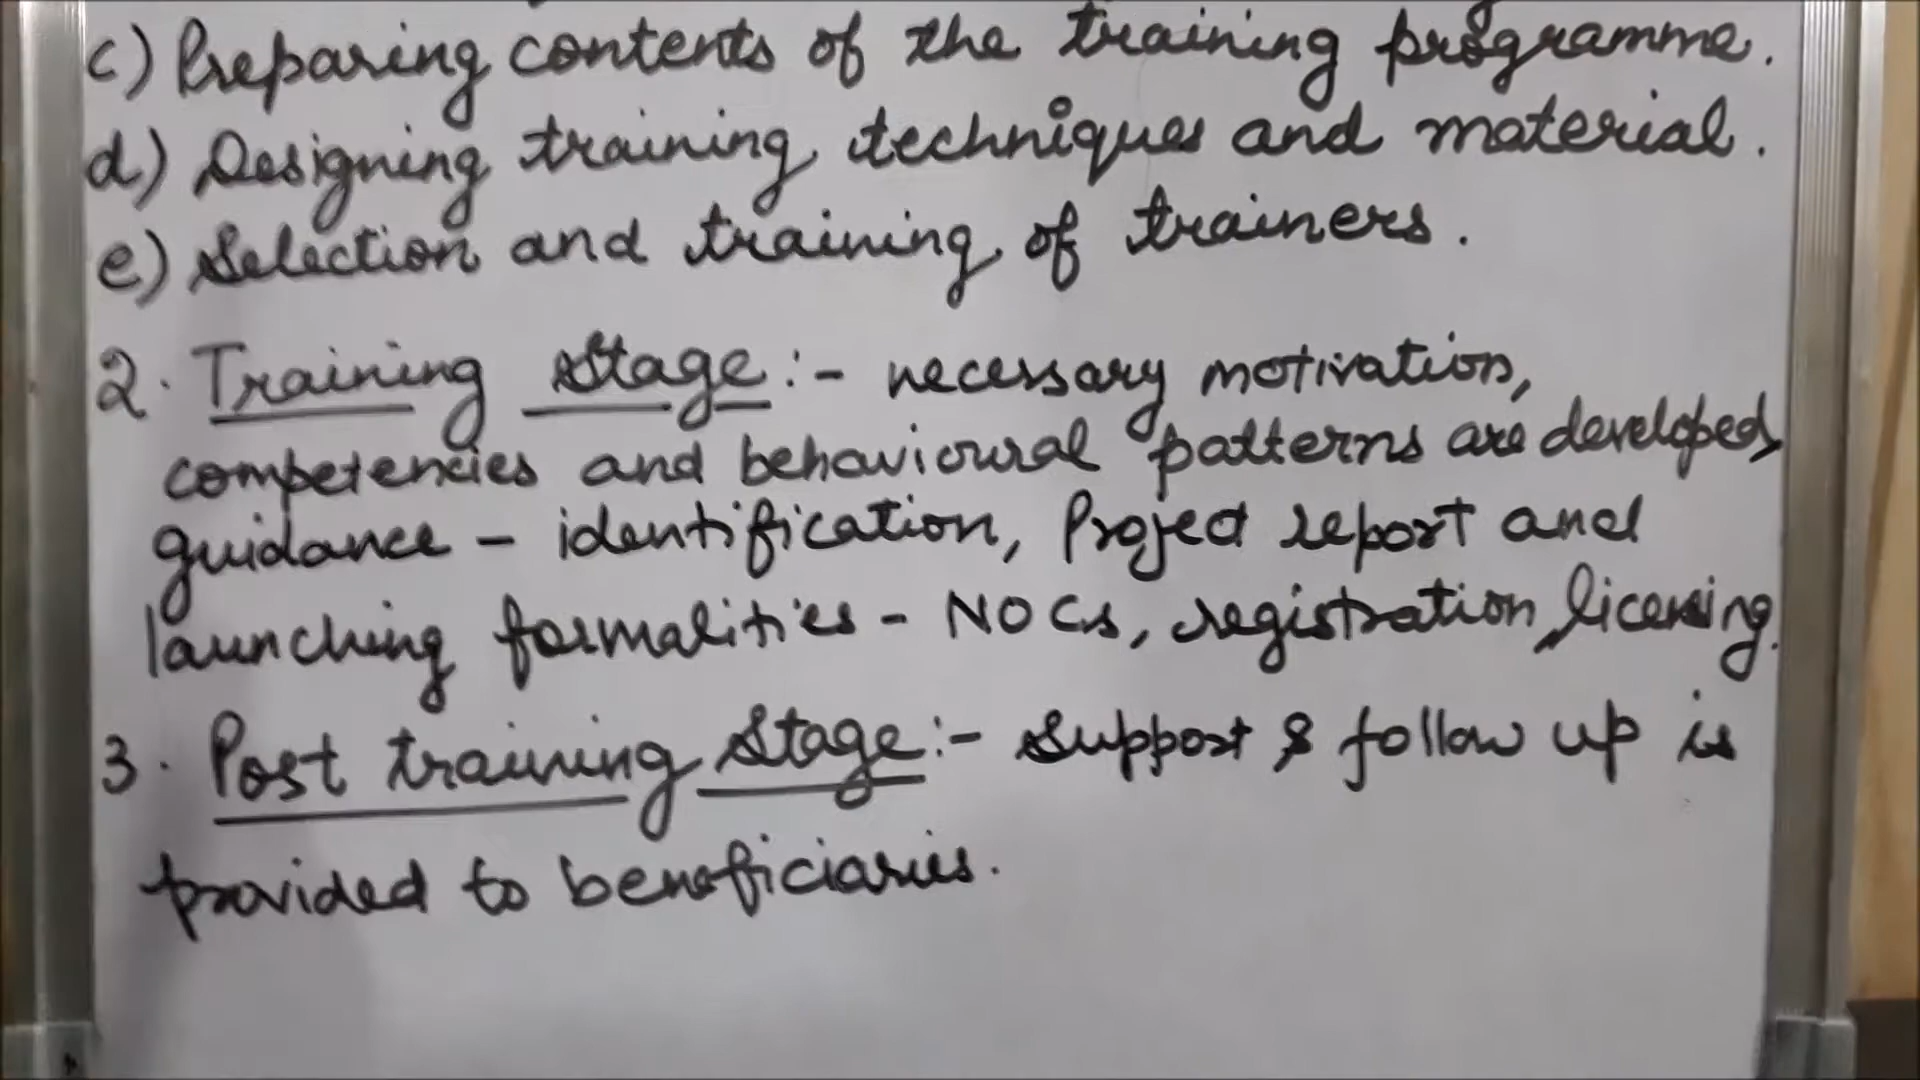 c) Preparing contents of the training programme.
d) Designing training techniques and material.
e) Selection and training of trainers.
2. Training Stage :- necessary motivation,
competencies and behavioural patterns are developed,
guidance - identification, Project report and
launching formalities - NOCs, registration, licensing.
3. Post training Stage :- Support & follow up is
provided to beneficiaries.